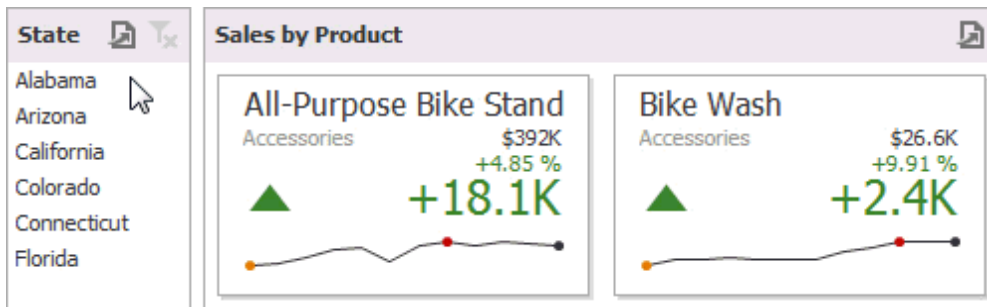 State
Alabama
Arizona
California
Colorado
Connecticut
Florida
Sales by Product
All-Purpose Bike Stand
Accessories $392K
+4.85 %
+18.1K
Bike Wash
Accessories $26.6K
+9.91 %
+2.4K